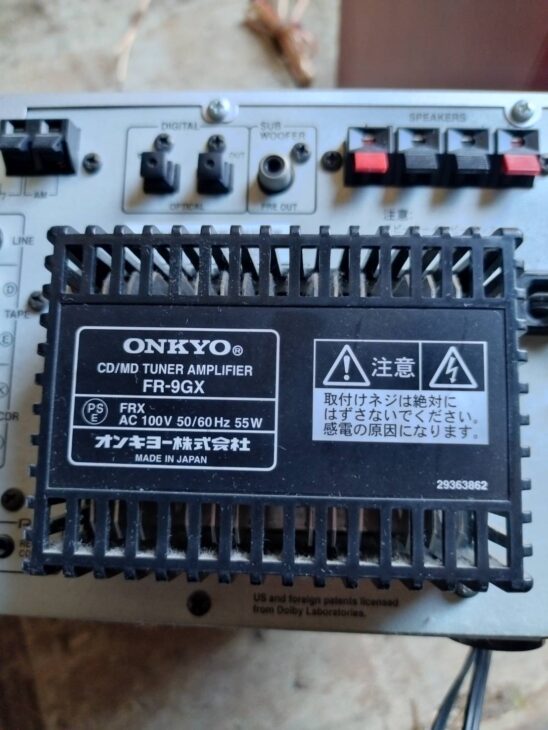 DIGITAL
OUT
OPTICAL
SUB
WOOFER
PRE OUT
SPEAKERS
AM
LINE
D
TAPE
注意:
ONKYO®
CD/MD TUNER AMPLIFIER
FR-9GX
PS
E
FRX
AC 100V 50/60Hz 55W
オンキヨー株式会社
MADE IN JAPAN
注意
取付けネジは絶対に
はずさないでください。
感電の原因になります。
29363862
US and foreign patents licensed
from Dolby Laboratories.